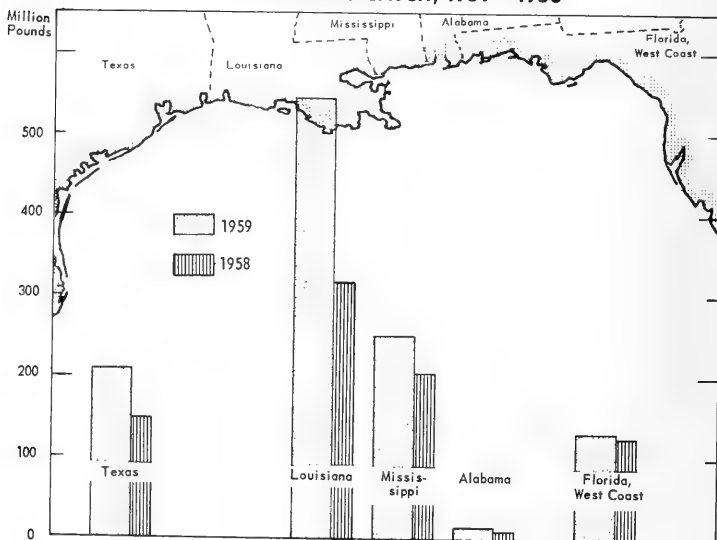 Million
Pounds
Mississippi
Alabama
Florida,
West Coast
Texas
Louisiana
500
400
300
200
100
0
1959
1958
Texas
Louisiana
Missis-
sippi
Alabama
Florida,
West Coast